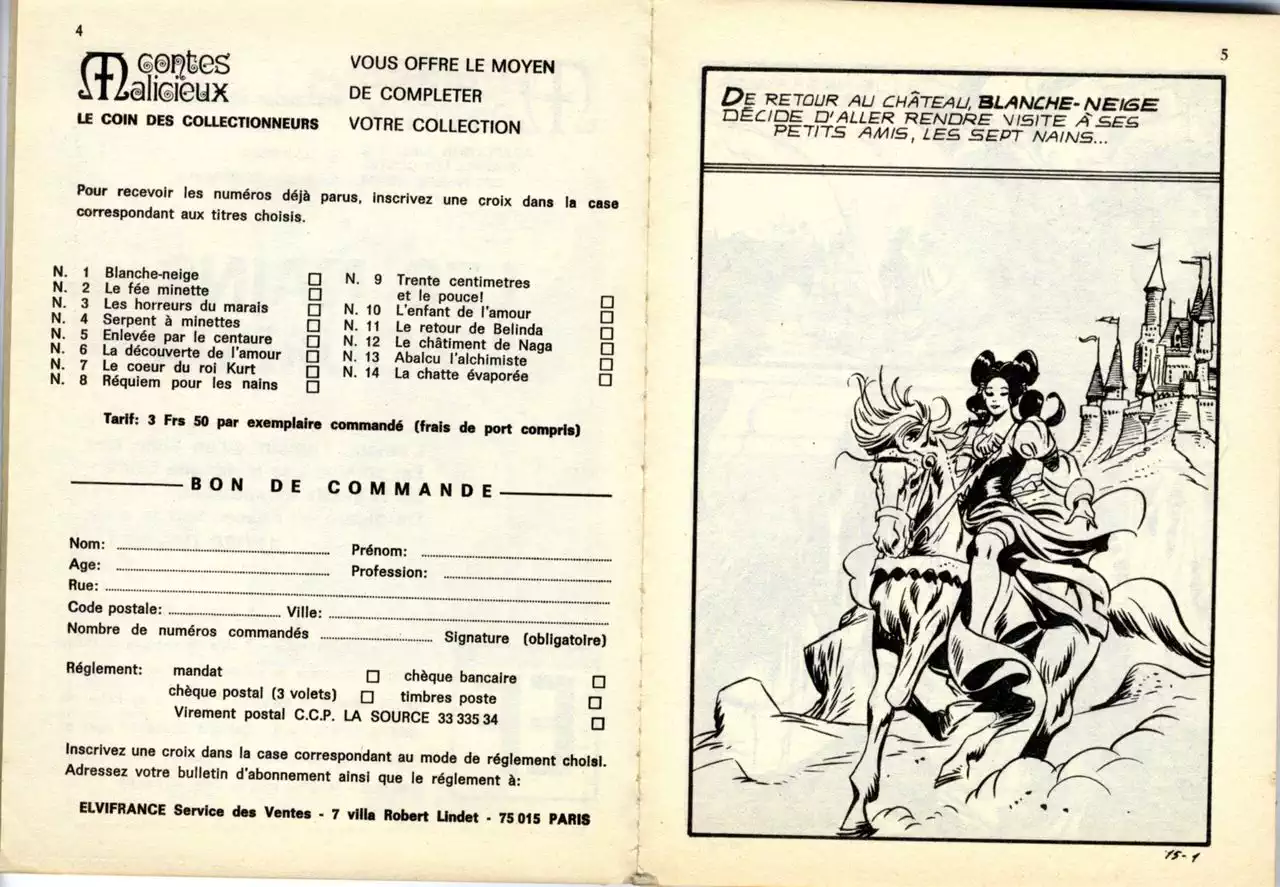 4
contes
Malicieux
LE COIN DES COLLECTIONNEURS
VOUS OFFRE LE MOYEN
DE COMPLETER
VOTRE COLLECTION
Pour recevoir les numéros déjà parus, inscrivez une croix dans la case
correspondant aux titres choisis.
N. 1 Blanche-neige
N. 2 Le fée minette
N. 3 Les horreurs du marais
N. 4 Serpent à minettes
N. 5 Enlevée par le centaure
N. 6 La découverte de l'amour
N. 7 Le coeur du roi Kurt
N. 8 Réquiem pour les nains
N. 9 Trente centimetres
et le pouce!
N. 10 L'enfant de l'amour
N. 11 Le retour de Belinda
N. 12 Le châtiment de Naga
N. 13 Abalcu l'alchimiste
N. 14 La chatte évaporée
Tarif: 3 Frs 50 par exemplaire commandé (frais de port compris)
BON DE COMMANDE
Nom: Prénom:
Age: Profession:
Rue:
Code postale: Ville:
Nombre de numéros commandés Signature (obligatoire)
Réglement: mandat chèque bancaire
chèque postal (3 volets) timbres poste
Virement postal C.C.P. LA SOURCE 33 335 34
Inscrivez une croix dans la case correspondant au mode de réglement choisi.
Adressez votre bulletin d'abonnement ainsi que le réglement à:
ELVIFRANCE Service des Ventes - 7 villa Robert Lindet - 75 015 PARIS
5
DE RETOUR AU CHÂTEAU, BLANCHE-NEIGE
DÉCIDE D'ALLER RENDRE VISITE À SES
PETITS AMIS, LES SEPT NAINS...
15-1